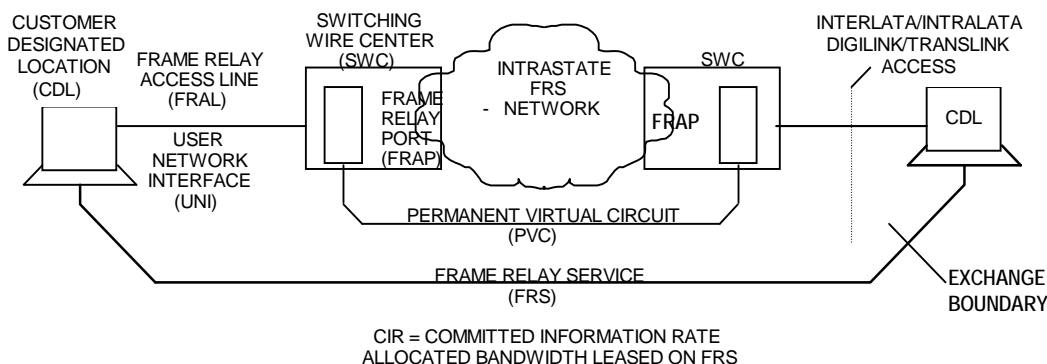 CUSTOMER
DESIGNATED
LOCATION
(CDL)
FRAME RELAY
ACCESS LINE
(FRAL)
USER
NETWORK
INTERFACE
(UNI)
SWITCHING
WIRE CENTER
(SWC)
FRAME
RELAY
PORT
(FRAP)
INTRASTATE
FRS
- NETWORK
SWC
FRAP
INTERLATA/INTRALATA
DIGILINK/TRANSLINK
ACCESS
CDL
PERMANENT VIRTUAL CIRCUIT
(PVC)
FRAME RELAY SERVICE
(FRS)
EXCHANGE
BOUNDARY
CIR = COMMITTED INFORMATION RATE
ALLOCATED BANDWIDTH LEASED ON FRS